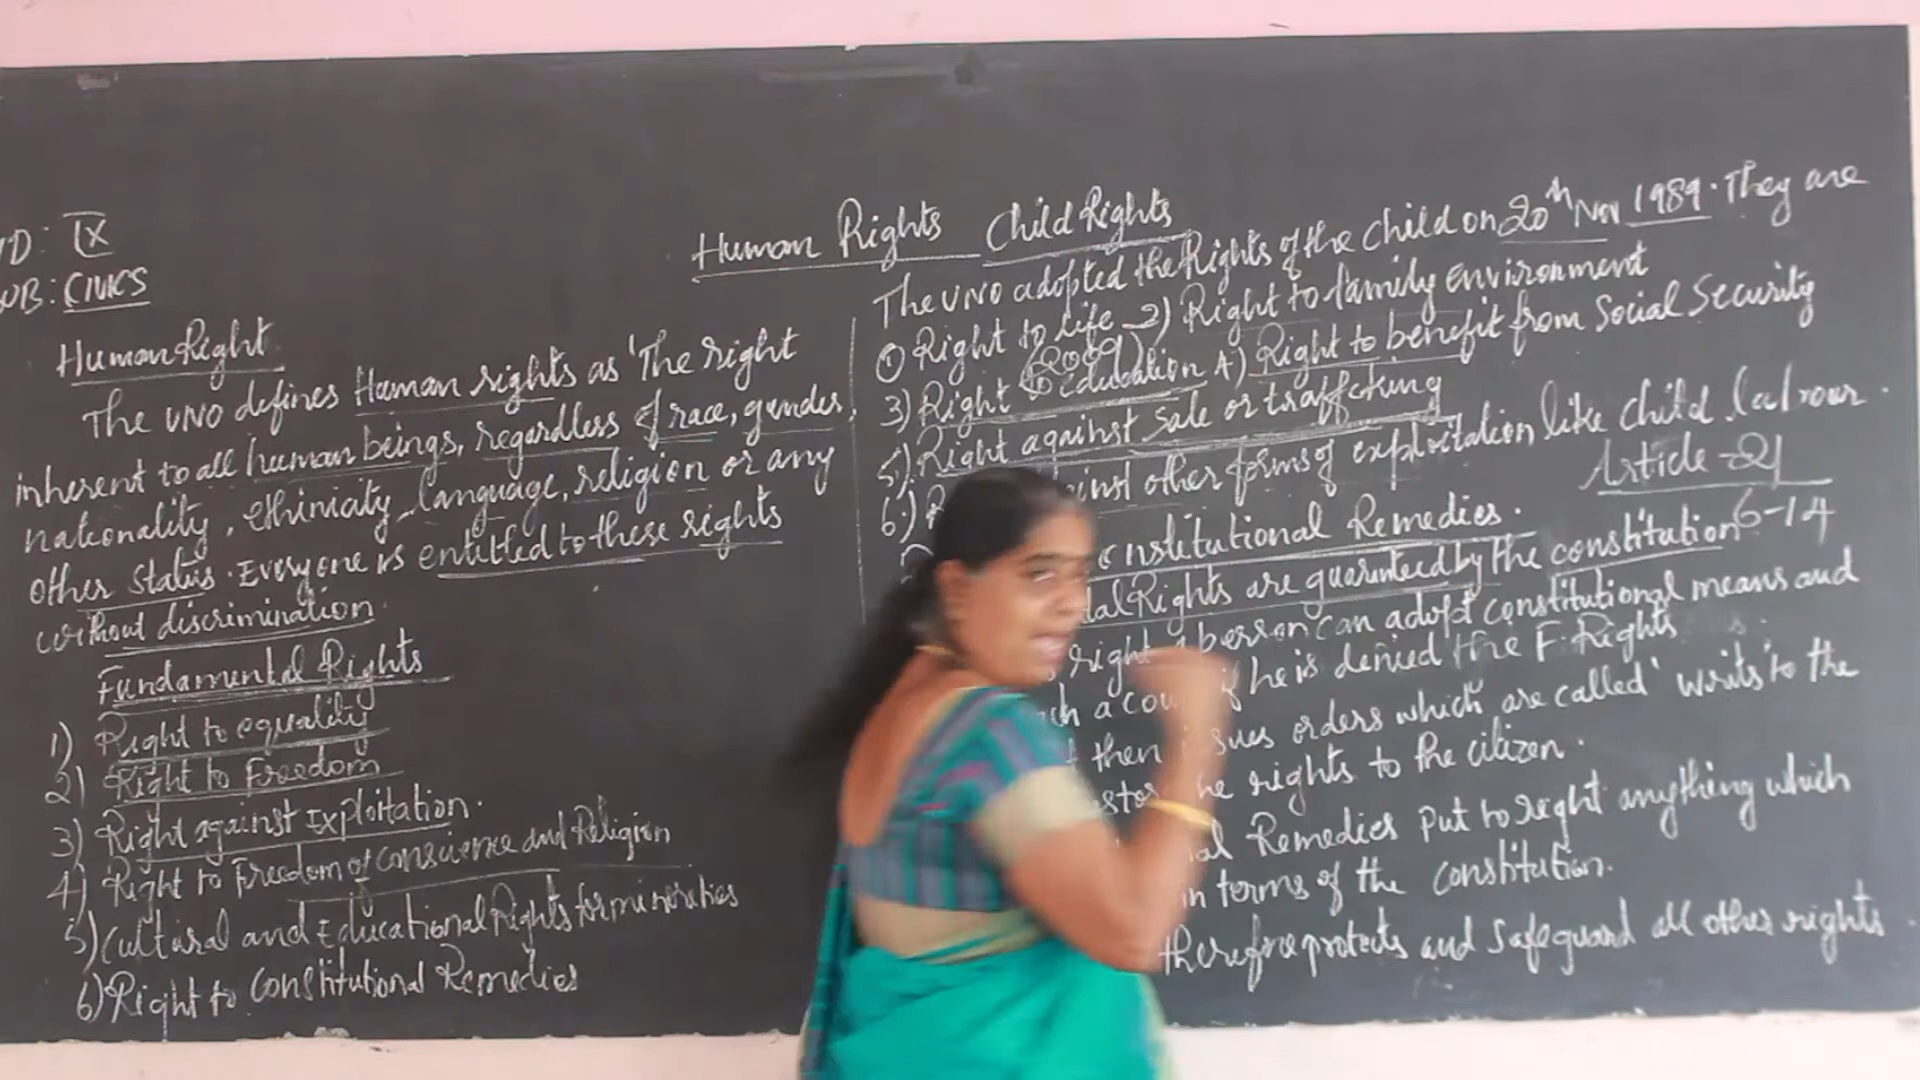 TD: IX
SUB: CIVICS
Human Rights Child Rights
Human Right
The UNO defines Human rights as 'The right
inherent to all human beings, regardless of race, gender,
nationality, ethinicity, language, religion or any
other status. Everyone is entitled to these rights
without discrimination.
Fundamental Rights
1) Right to equality
2) Right to Freedom
3) Right against Exploitation.
4) Right to Freedom of Conscience and Religion
5) Cultural and Educational Rights for minorities
6) Right to Constitutional Remedies
The UNO adopted the Rights of the child on 20th Nov 1989. They are
① Right to life 2) Right to family environment
(2009)
3) Right to education 4) Right to benefit from Social Security
5) Right against Sale or traffcking
6) other forms of exploitation like child labour.
Article-21
Constitutional Remedies.
Rights are guaranteed by the constitution 6-14
right a person can adopt constitutional means and
a if he is denied the F. Rights
then issues orders which are called 'writs' to the
the rights to the citizen.
Remedies put to right anything which
in terms of the constitution.
therefore protects and safeguard all other rights